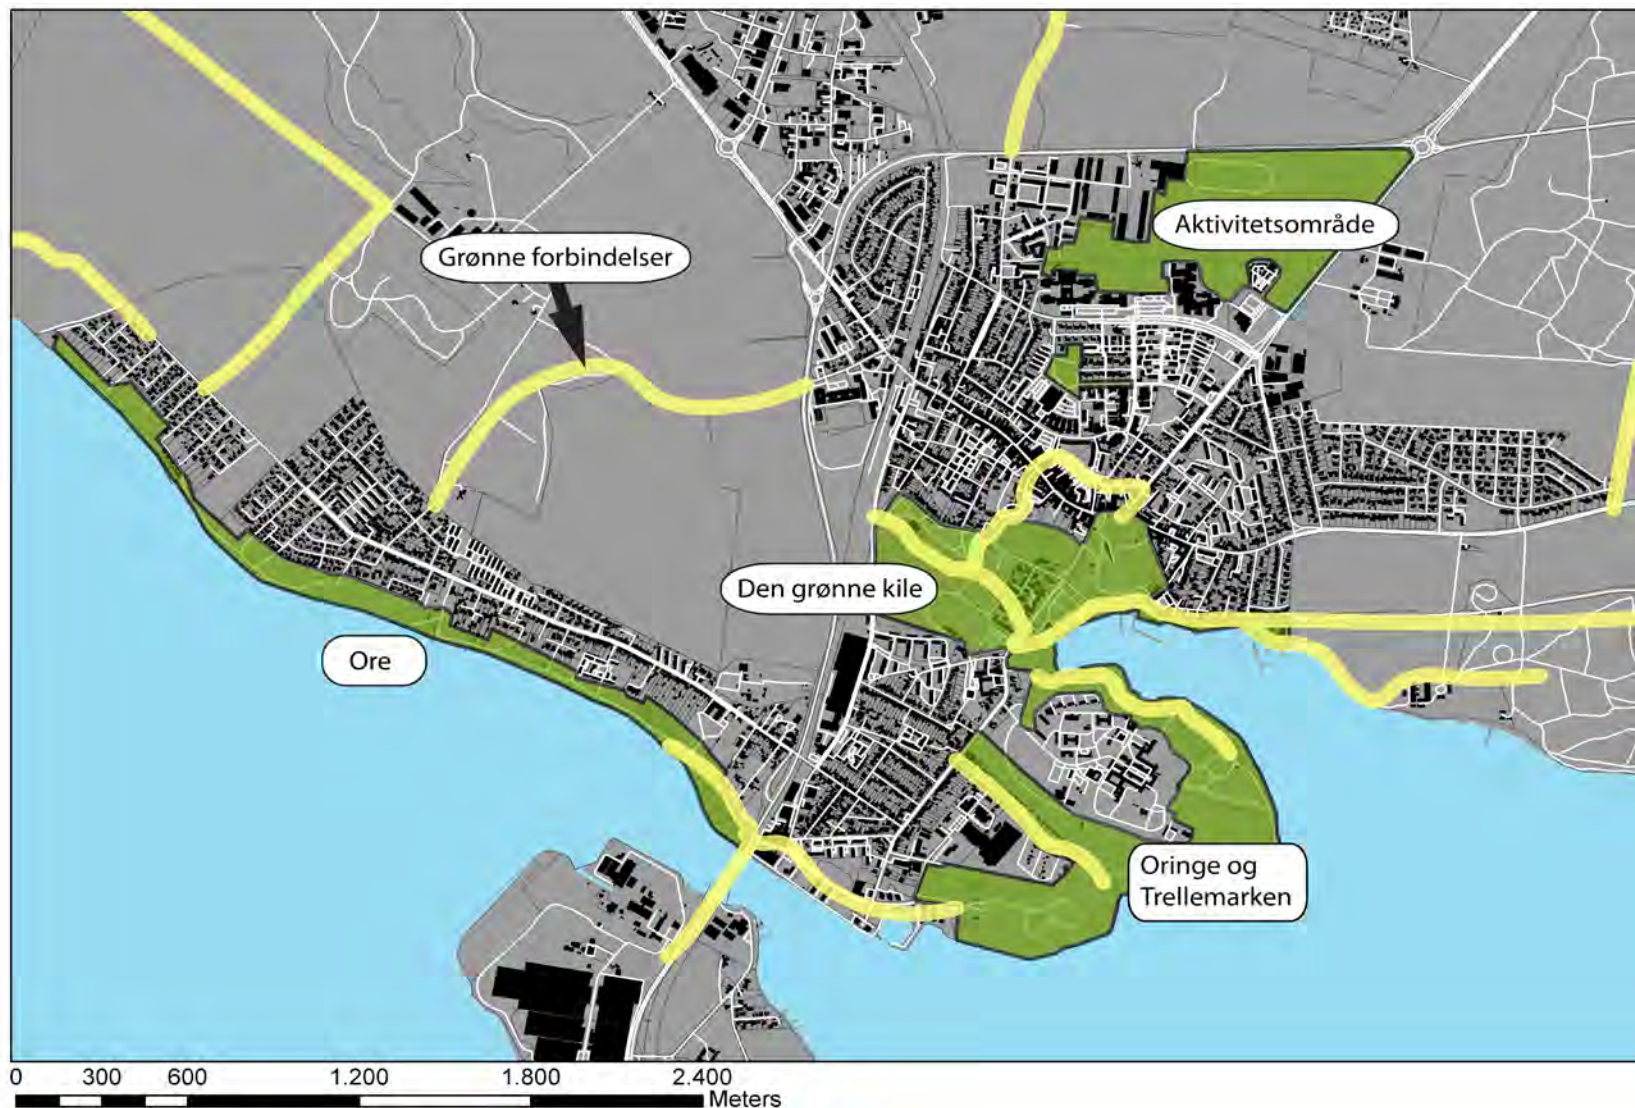 Aktivitetsområde
Grønne forbindelser
Den grønne kile
Ore
Oringe og
Trellemarken
0 300 600 1.200 1.800 2.400
Meters